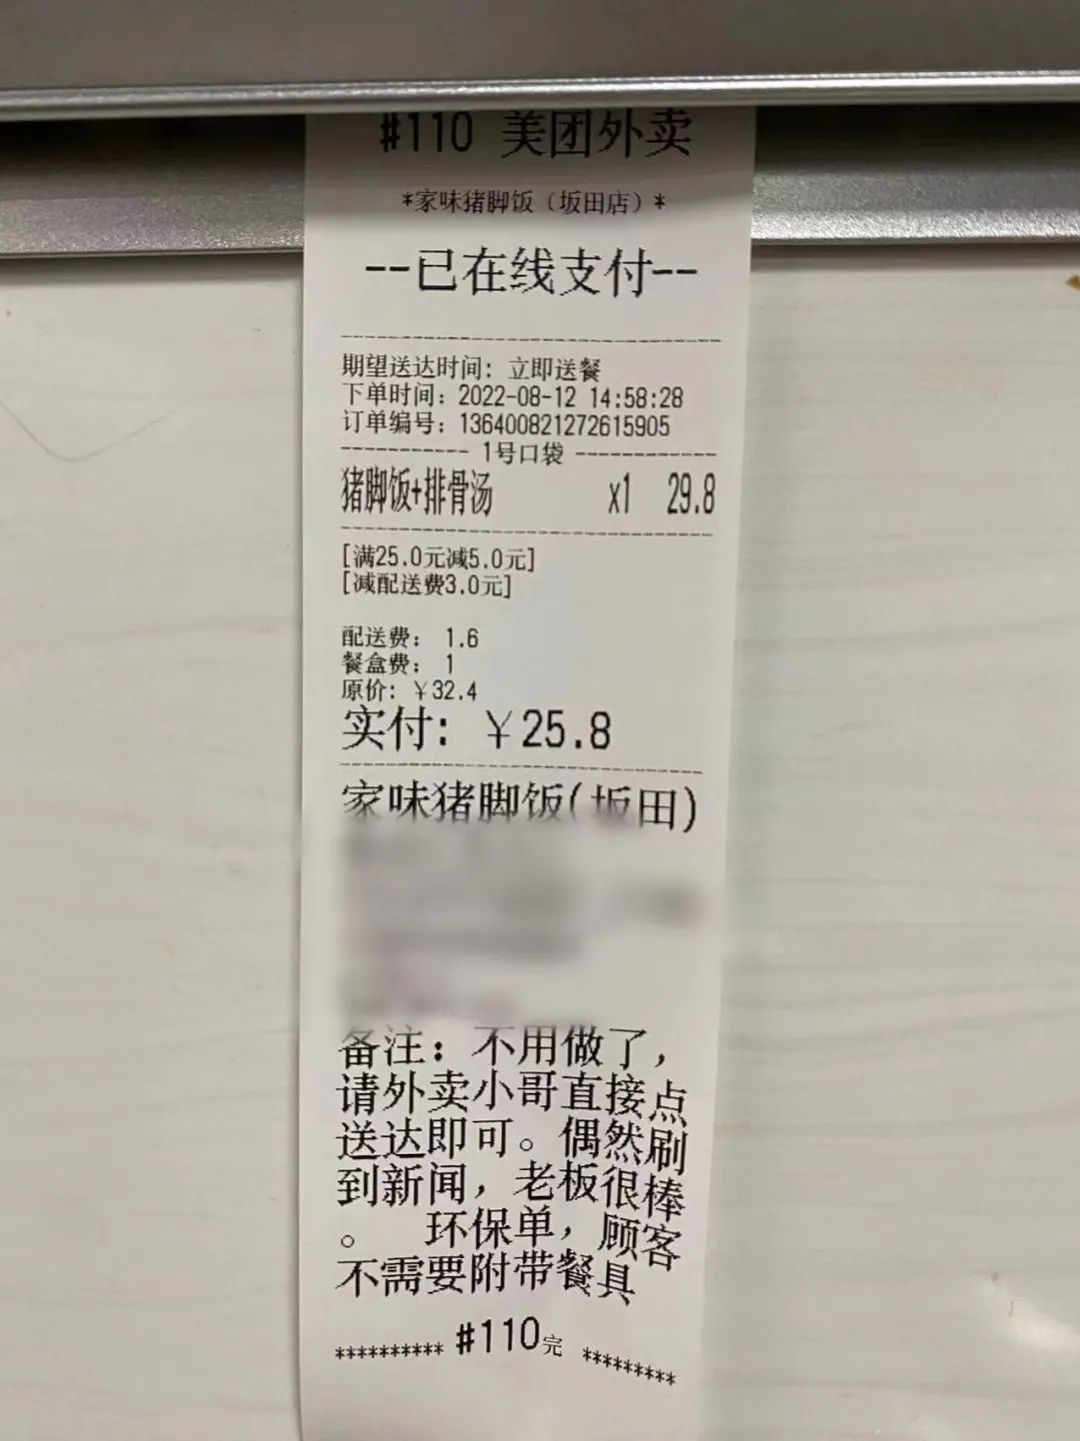 #110 美团外卖
*家味猪脚饭（坂田店）*
--已在线支付--
期望送达时间: 立即送餐
下单时间: 2022-08-12 14:58:28
订单编号: 136400821272615905
----------- 1号口袋 ------------
猪脚饭+排骨汤 x1 29.8
[满25.0元减5.0元]
[减配送费3.0元]
配送费: 1.6
餐盒费: 1
原价: ￥32.4
实付: ￥25.8
家味猪脚饭(坂田)
备注: 不用做了,
请外卖小哥直接点
送达即可。偶然刷
到新闻, 老板很棒
。 环保单, 顾客
不需要附带餐具
********** #110完 *********